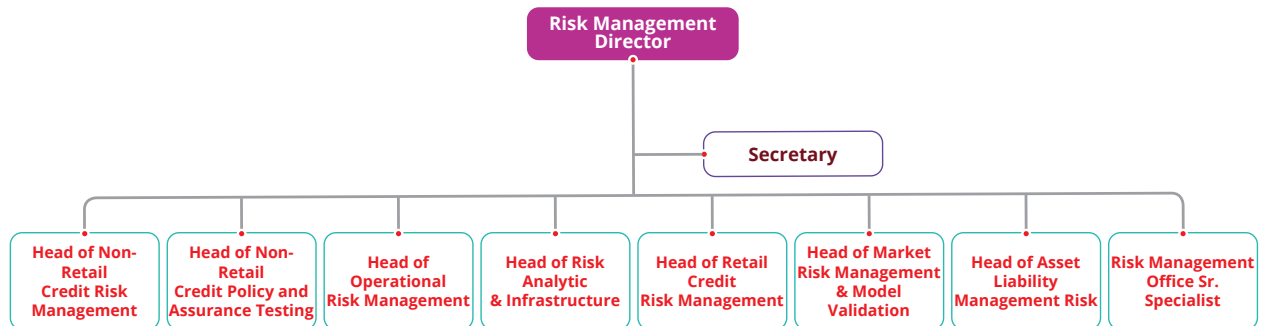 Risk Management
Director
Secretary
Head of Non-
Retail
Credit Risk
Management
Head of Non-
Retail
Credit Policy and
Assurance Testing
Head of
Operational
Risk Management
Head of Risk
Analytic
& Infrastructure
Head of Retail
Credit
Risk Management
Head of Market
Risk Management
& Model
Validation
Head of Asset
Liability
Management Risk
Risk Management
Office Sr.
Specialist